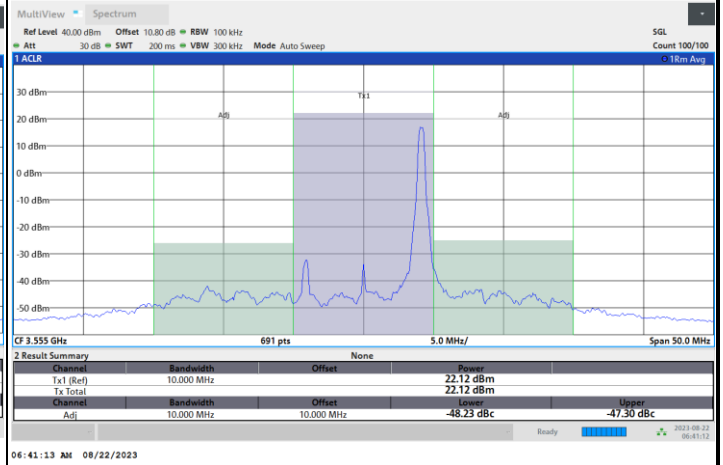 MultiView Spectrum
Ref Level 40.00 dBm Offset 10.80 dB RBW 100 kHz SGL
Att 30 dB SWT 200 ms VBW 300 kHz Mode Auto Sweep Count 100/100
1 ACLR 1Rm Avg
30 dBm
Tx1
20 dBm
Adj Adj
10 dBm
0 dBm
-10 dBm
-20 dBm
-30 dBm
-40 dBm
-50 dBm
CF 3.555 GHz 691 pts 5.0 MHz/ Span 50.0 MHz
2 Result Summary None
Channel Bandwidth Offset Power
Tx1 (Ref) 10.000 MHz 22.12 dBm
Tx Total 22.12 dBm
Channel Bandwidth Offset Lower Upper
Adj 10.000 MHz 10.000 MHz -48.23 dBc -47.30 dBc
Ready 2023-08-22
06:41:12
06:41:13 AM 08/22/2023